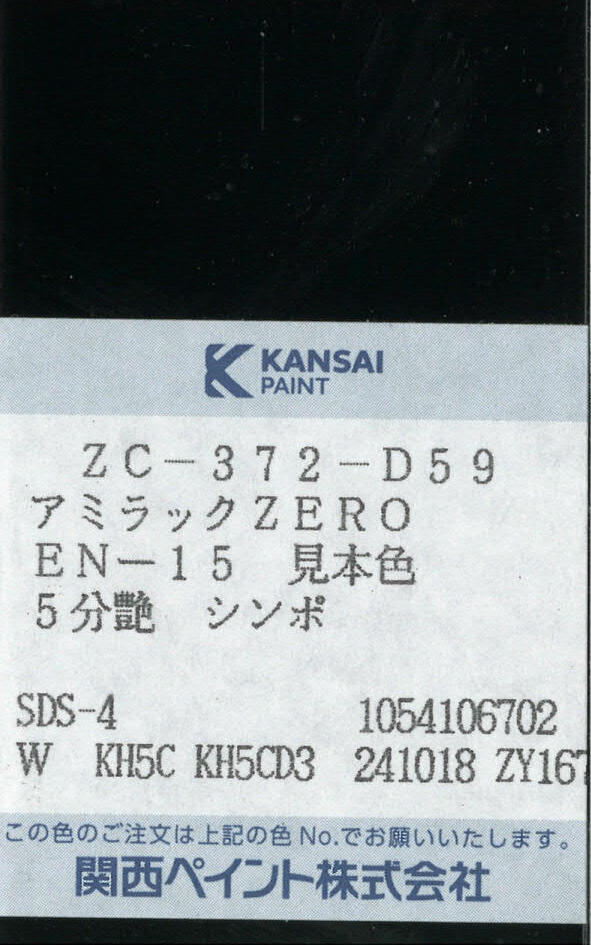 KANSAI
PAINT
ZC-372-D59
アミラックZERO
EN-15 見本色
5分艶 シンポ
SDS-4 1054106702
W KH5C KH5CD3 241018 ZY167
この色のご注文は上記の色No.でお願いいたします。
関西ペイント株式会社